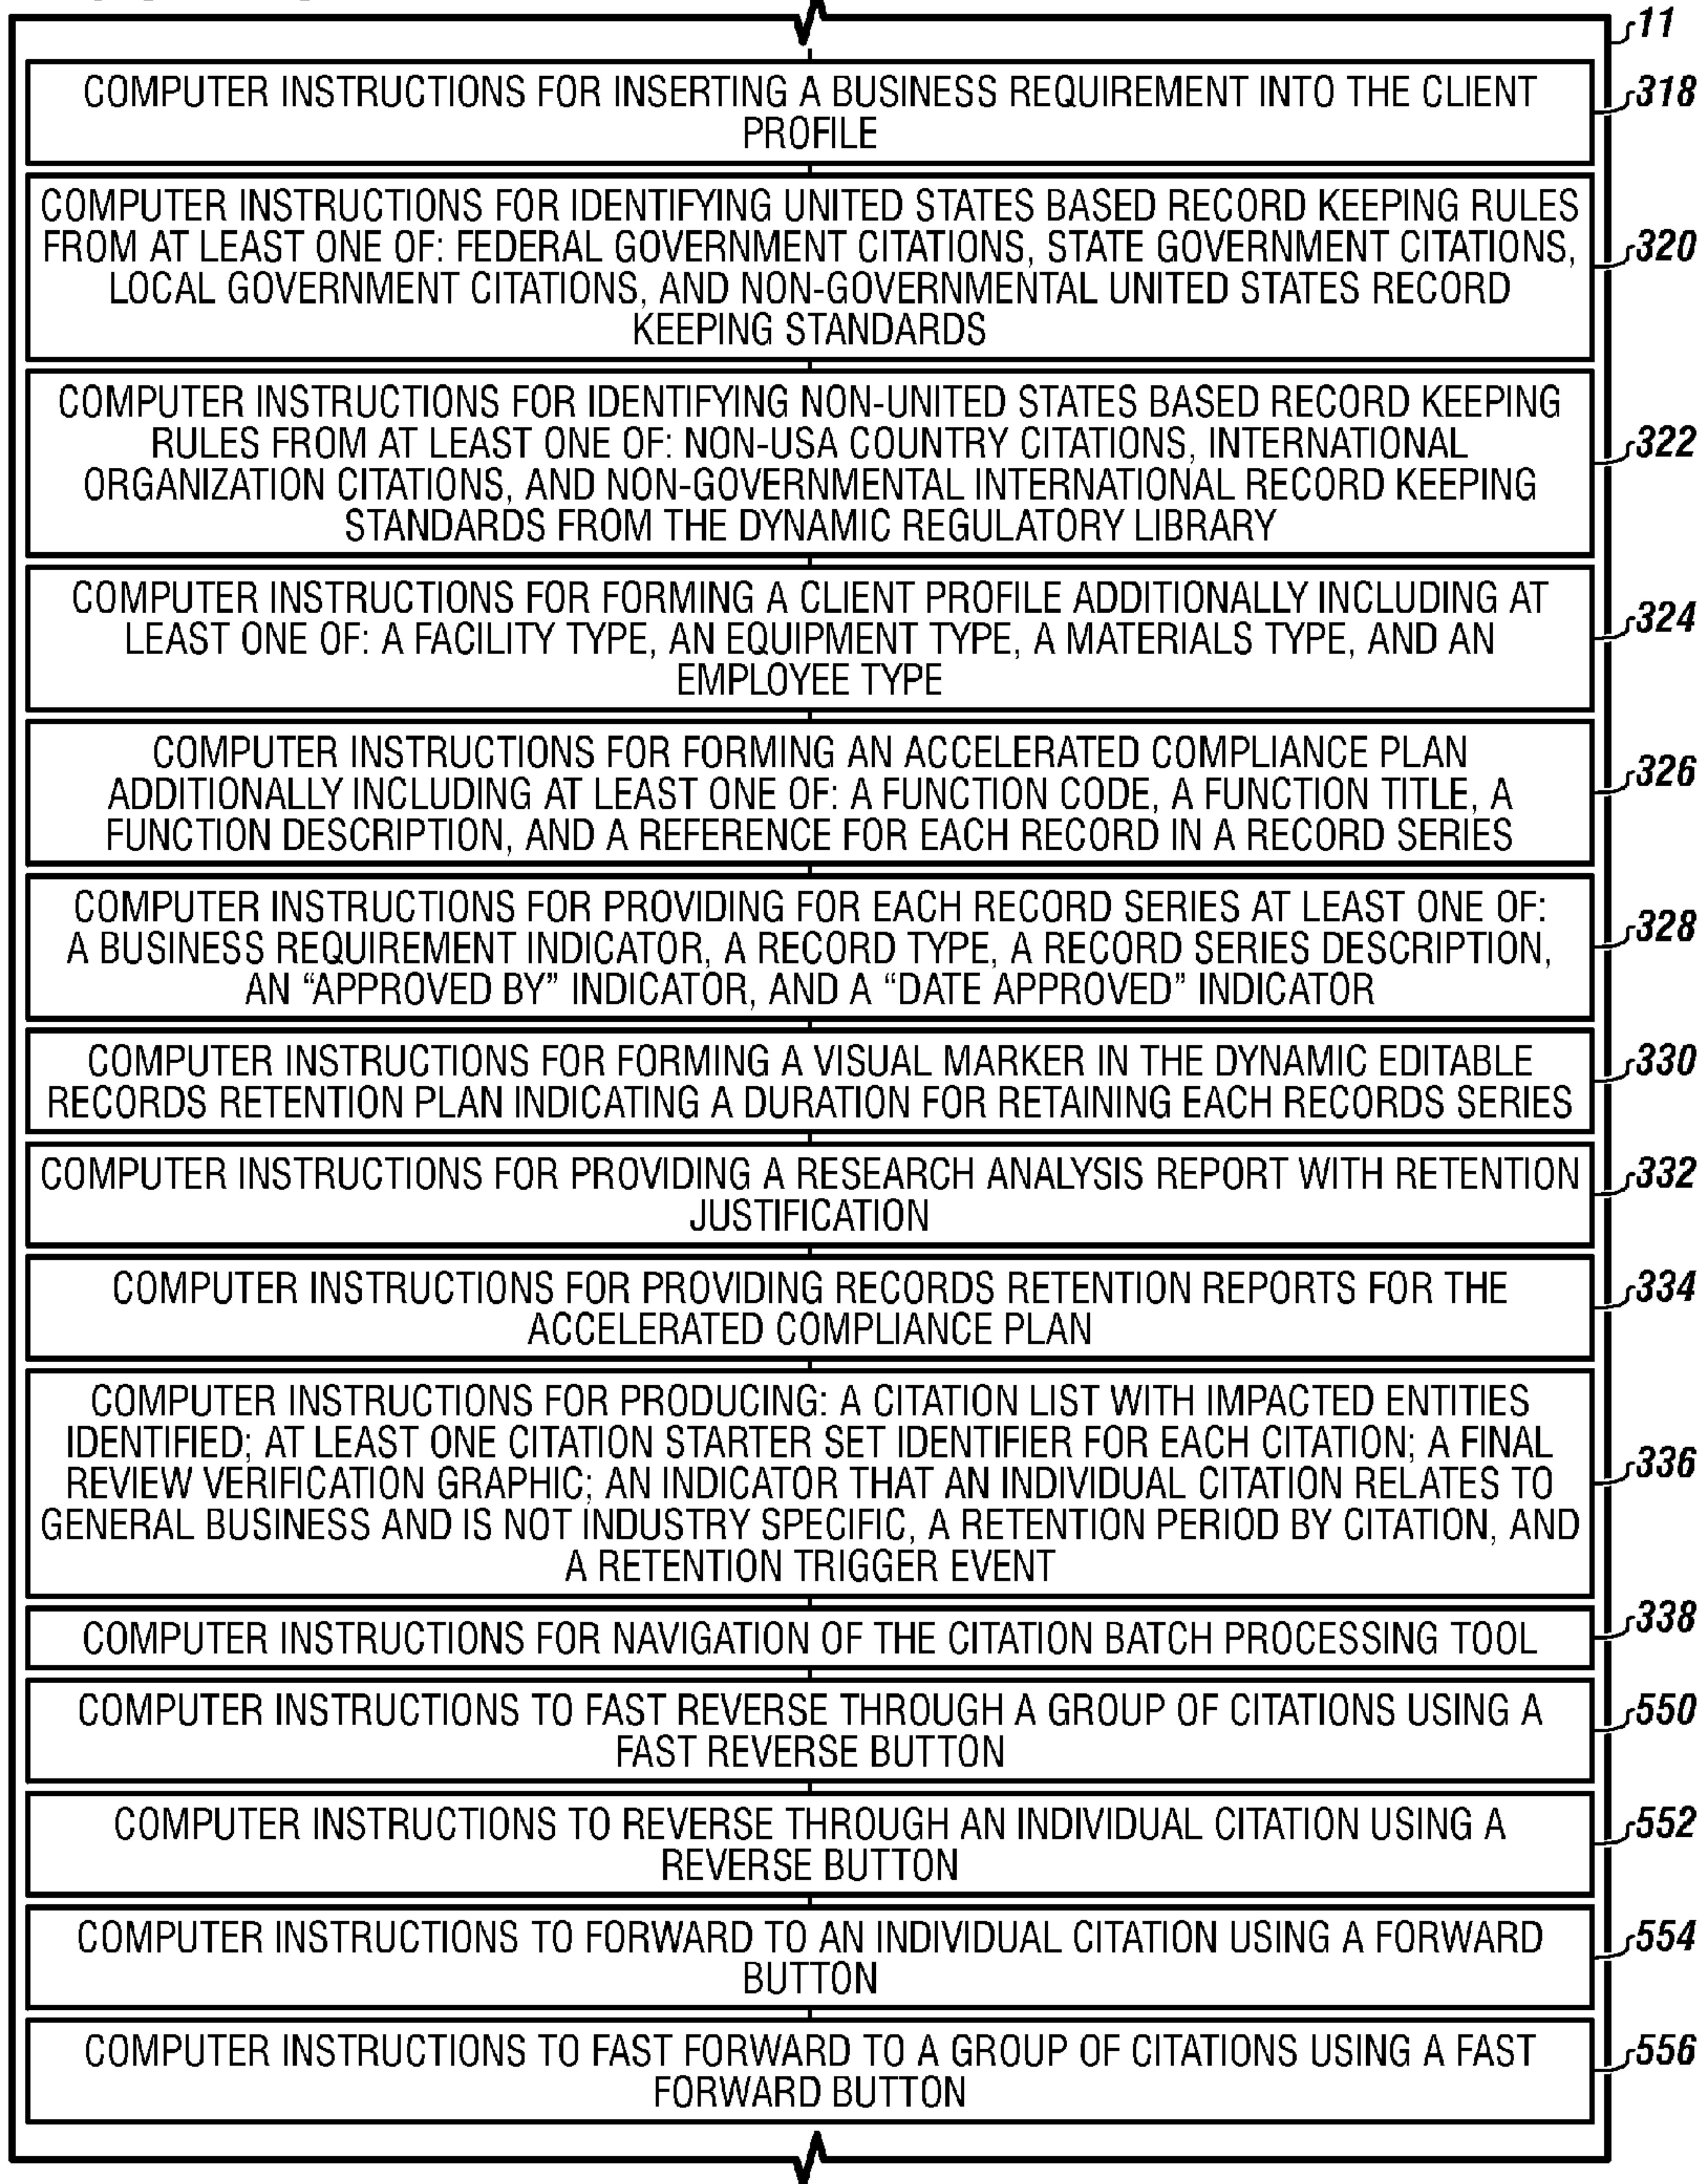 11
COMPUTER INSTRUCTIONS FOR INSERTING A BUSINESS REQUIREMENT INTO THE CLIENT
PROFILE
318
COMPUTER INSTRUCTIONS FOR IDENTIFYING UNITED STATES BASED RECORD KEEPING RULES
FROM AT LEAST ONE OF: FEDERAL GOVERNMENT CITATIONS, STATE GOVERNMENT CITATIONS,
LOCAL GOVERNMENT CITATIONS, AND NON-GOVERNMENTAL UNITED STATES RECORD
KEEPING STANDARDS
320
COMPUTER INSTRUCTIONS FOR IDENTIFYING NON-UNITED STATES BASED RECORD KEEPING
RULES FROM AT LEAST ONE OF: NON-USA COUNTRY CITATIONS, INTERNATIONAL
ORGANIZATION CITATIONS, AND NON-GOVERNMENTAL INTERNATIONAL RECORD KEEPING
STANDARDS FROM THE DYNAMIC REGULATORY LIBRARY
322
COMPUTER INSTRUCTIONS FOR FORMING A CLIENT PROFILE ADDITIONALLY INCLUDING AT
LEAST ONE OF: A FACILITY TYPE, AN EQUIPMENT TYPE, A MATERIALS TYPE, AND AN
EMPLOYEE TYPE
324
COMPUTER INSTRUCTIONS FOR FORMING AN ACCELERATED COMPLIANCE PLAN
ADDITIONALLY INCLUDING AT LEAST ONE OF: A FUNCTION CODE, A FUNCTION TITLE, A
FUNCTION DESCRIPTION, AND A REFERENCE FOR EACH RECORD IN A RECORD SERIES
326
COMPUTER INSTRUCTIONS FOR PROVIDING FOR EACH RECORD SERIES AT LEAST ONE OF:
A BUSINESS REQUIREMENT INDICATOR, A RECORD TYPE, A RECORD SERIES DESCRIPTION,
AN “APPROVED BY” INDICATOR, AND A “DATE APPROVED” INDICATOR
328
COMPUTER INSTRUCTIONS FOR FORMING A VISUAL MARKER IN THE DYNAMIC EDITABLE
RECORDS RETENTION PLAN INDICATING A DURATION FOR RETAINING EACH RECORDS SERIES
330
COMPUTER INSTRUCTIONS FOR PROVIDING A RESEARCH ANALYSIS REPORT WITH RETENTION
JUSTIFICATION
332
COMPUTER INSTRUCTIONS FOR PROVIDING RECORDS RETENTION REPORTS FOR THE
ACCELERATED COMPLIANCE PLAN
334
COMPUTER INSTRUCTIONS FOR PRODUCING: A CITATION LIST WITH IMPACTED ENTITIES
IDENTIFIED; AT LEAST ONE CITATION STARTER SET IDENTIFIER FOR EACH CITATION; A FINAL
REVIEW VERIFICATION GRAPHIC; AN INDICATOR THAT AN INDIVIDUAL CITATION RELATES TO
GENERAL BUSINESS AND IS NOT INDUSTRY SPECIFIC, A RETENTION PERIOD BY CITATION, AND
A RETENTION TRIGGER EVENT
336
COMPUTER INSTRUCTIONS FOR NAVIGATION OF THE CITATION BATCH PROCESSING TOOL
338
COMPUTER INSTRUCTIONS TO FAST REVERSE THROUGH A GROUP OF CITATIONS USING A
FAST REVERSE BUTTON
550
COMPUTER INSTRUCTIONS TO REVERSE THROUGH AN INDIVIDUAL CITATION USING A
REVERSE BUTTON
552
COMPUTER INSTRUCTIONS TO FORWARD TO AN INDIVIDUAL CITATION USING A FORWARD
BUTTON
554
COMPUTER INSTRUCTIONS TO FAST FORWARD TO A GROUP OF CITATIONS USING A FAST
FORWARD BUTTON
556